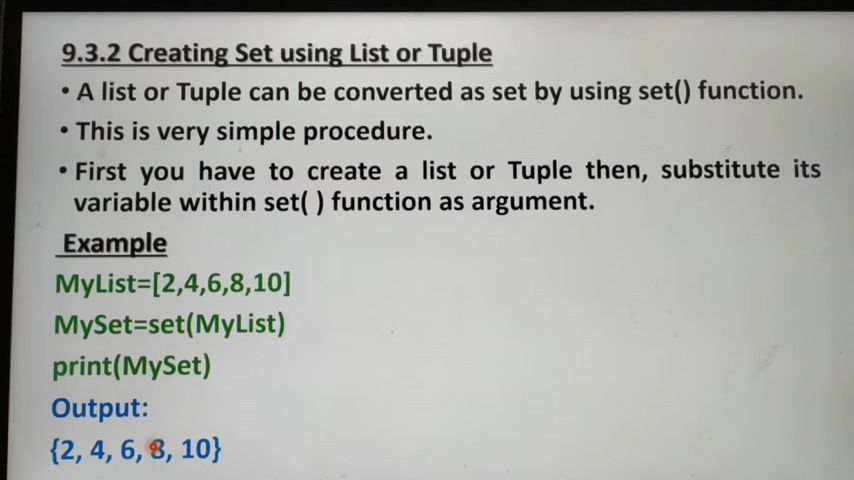 9.3.2 Creating Set using List or Tuple
• A list or Tuple can be converted as set by using set() function.
• This is very simple procedure.
• First you have to create a list or Tuple then, substitute its
variable within set( ) function as argument.
Example
MyList=[2,4,6,8,10]
MySet=set(MyList)
print(MySet)
Output:
{2, 4, 6, 8, 10}